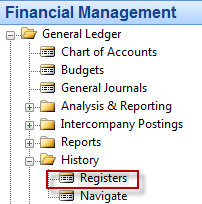 Financial Management
General Ledger
Chart of Accounts
Budgets
General Journals
Analysis & Reporting
Intercompany Postings
Reports
History
Registers
Navigate